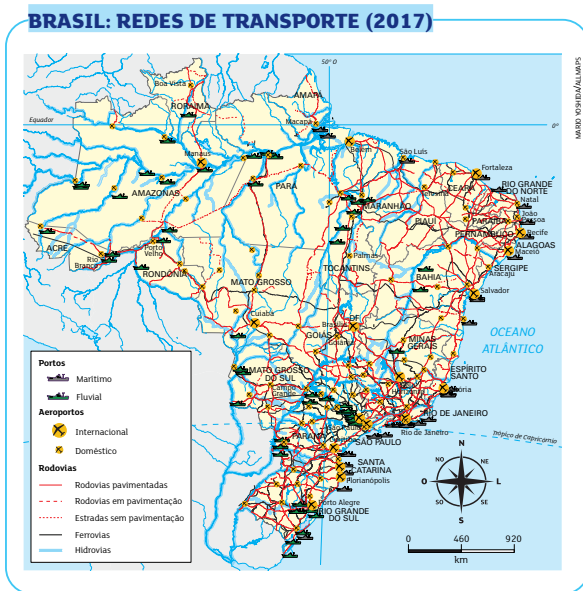 BRASIL: REDES DE TRANSPORTE (2017)
MARIO YOSHIDA/ALLMAPS
50° O
Boa Vista
RORAIMA
AMAPÁ
Equador
Macapá
0°
Belém
São Luís
Manaus
Fortaleza
PARÁ
CEARÁ
RIO GRANDE
DO NORTE
AMAZONAS
MARANHÃO
Natal
PARAÍBA
João
Pessoa
PIAUÍ
PERNAMBUCO
Recife
ACRE
Porto
Velho
ALAGOAS
Maceió
Rio
Branco
Palmas
SERGIPE
Aracaju
RONDÔNIA
TOCANTINS
BAHIA
MATO GROSSO
Salvador
Cuiabá
DF
Brasília
GOIÁS
Goiânia
OCEANO
ATLÂNTICO
MINAS
GERAIS
MATO GROSSO
DO SUL
ESPÍRITO
SANTO
Campo
Grande
Vitória
RIO DE JANEIRO
São Paulo
Rio de Janeiro
SÃO PAULO
Trópico de Capricórnio
PARANÁ
Curitiba
SANTA
CATARINA
Florianópolis
Porto Alegre
RIO GRANDE
DO SUL
Portos
Marítimo
Fluvial
Aeroportos
Internacional
Doméstico
Rodovias
Rodovias pavimentadas
Rodovias em pavimentação
Estradas sem pavimentação
Ferrovias
Hidrovias
N
NO
NE
O
L
SO
SE
S
0 460 920
km